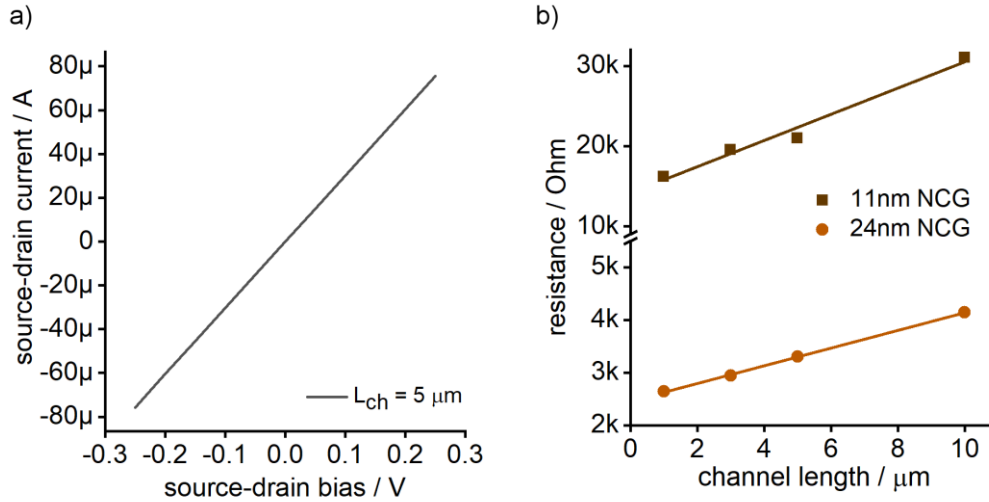 a)
80µ
60µ
40µ
20µ
0
-20µ
-40µ
-60µ
-80µ
source-drain current / A
L_ch = 5 µm
-0.3 -0.2 -0.1 0.0 0.1 0.2 0.3
source-drain bias / V
b)
30k
20k
10k
5k
4k
3k
2k
resistance / Ohm
11nm NCG
24nm NCG
0 2 4 6 8 10
channel length / µm